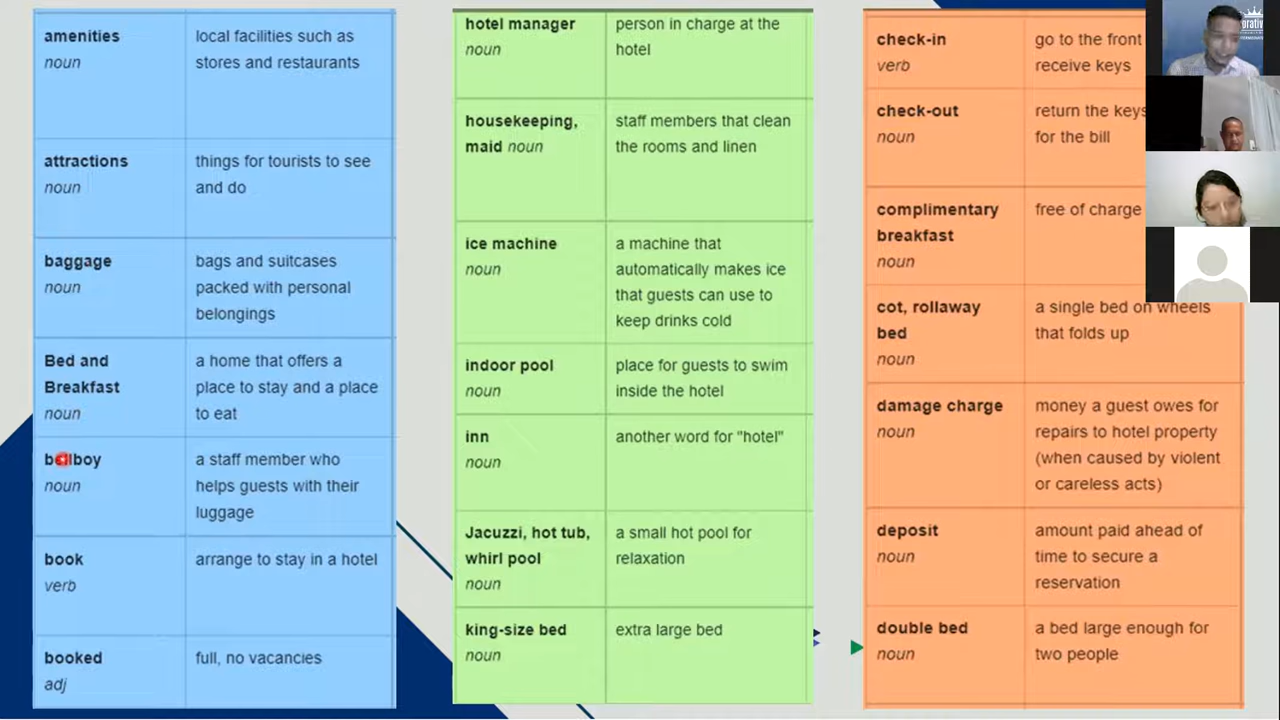 amenities
noun
local facilities such as
stores and restaurants
attractions
noun
things for tourists to see
and do
baggage
noun
bags and suitcases
packed with personal
belongings
Bed and
Breakfast
noun
a home that offers a
place to stay and a place
to eat
noun
a staff member who
helps guests with their
luggage
book
verb
arrange to stay in a hotel
booked
adj
full, no vacancies
hotel manager
noun
person in charge at the
hotel
housekeeping,
maid noun
staff members that clean
the rooms and linen
ice machine
noun
a machine that
automatically makes ice
that guests can use to
keep drinks cold
indoor pool
noun
place for guests to swim
inside the hotel
inn
noun
another word for "hotel"
Jacuzzi, hot tub,
whirl pool
noun
a small hot pool for
relaxation
king-size bed
noun
extra large bed
check-in
verb
go to the front
receive keys
check-out
noun
return the keys
for the bill
complimentary
breakfast
noun
free of charge
cot, rollaway
bed
noun
a single bed on wheels
that folds up
damage charge
noun
money a guest owes for
repairs to hotel property
(when caused by violent
or careless acts)
deposit
noun
amount paid ahead of
time to secure a
reservation
double bed
noun
a bed large enough for
two people